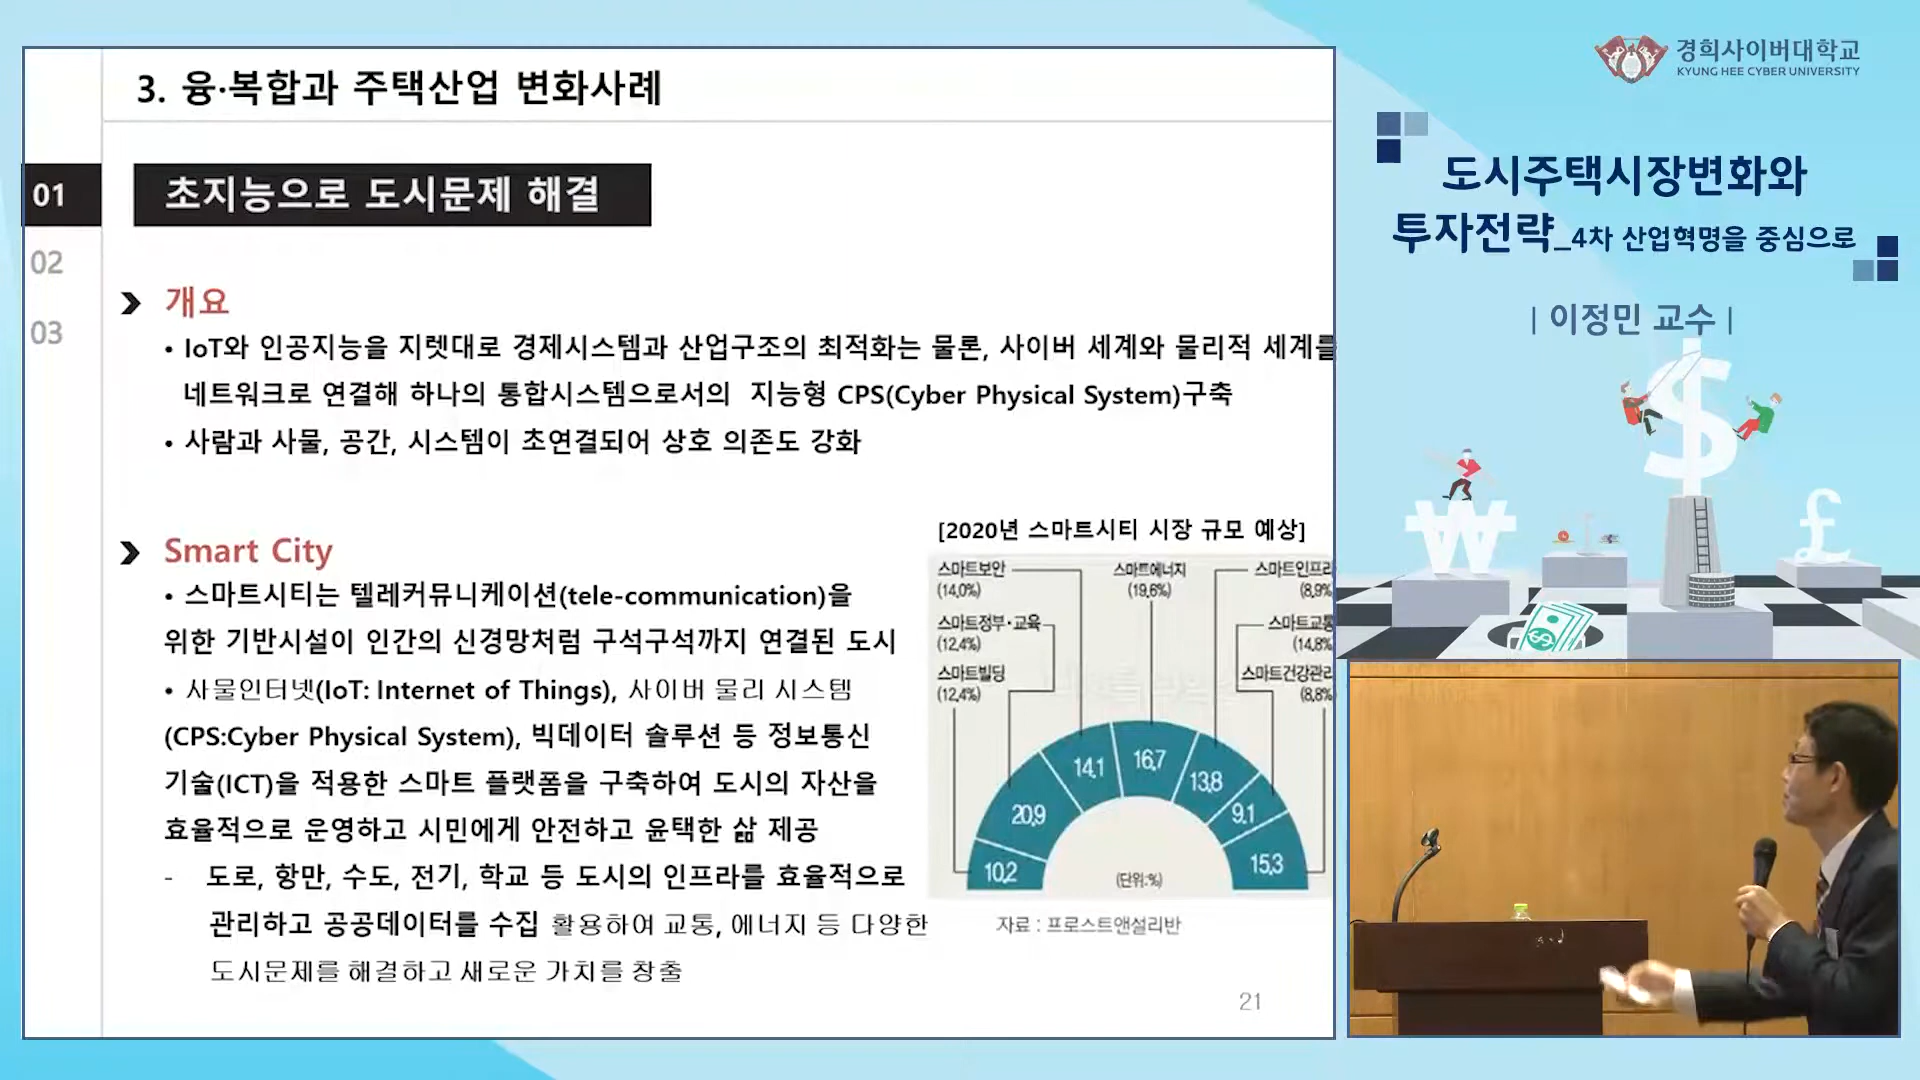 3. 융·복합과 주택산업 변화사례
01
초지능으로 도시문제 해결
02
03
개요
• IoT와 인공지능을 지렛대로 경제시스템과 산업구조의 최적화는 물론, 사이버 세계와 물리적 세계를
네트워크로 연결해 하나의 통합시스템으로서의 지능형 CPS(Cyber Physical System)구축
• 사람과 사물, 공간, 시스템이 초연결되어 상호 의존도 강화
Smart City
• 스마트시티는 텔레커뮤니케이션(tele-communication)을
위한 기반시설이 인간의 신경망처럼 구석구석까지 연결된 도시
• 사물인터넷(IoT: Internet of Things), 사이버 물리 시스템
(CPS:Cyber Physical System), 빅데이터 솔루션 등 정보통신
기술(ICT)을 적용한 스마트 플랫폼을 구축하여 도시의 자산을
효율적으로 운영하고 시민에게 안전하고 윤택한 삶 제공
- 도로, 항만, 수도, 전기, 학교 등 도시의 인프라를 효율적으로
관리하고 공공데이터를 수집 활용하여 교통, 에너지 등 다양한
도시문제를 해결하고 새로운 가치를 창출
[2020년 스마트시티 시장 규모 예상]
스마트보안
(14.0%)
스마트에너지
(19.6%)
스마트인프라
(8.9%
스마트정부·교육
(12.4%)
스마트교통
(14.8%
스마트빌딩
(12.4%)
스마트건강관리
(8.8%
10.2
20.9
14.1
16.7
13.8
9.1
15.3
(단위:%)
자료 : 프로스트앤설리반
21
경희사이버대학교
KYUNG HEE CYBER UNIVERSITY
도시주택시장변화와
투자전략_4차 산업혁명을 중심으로
| 이정민 교수 |